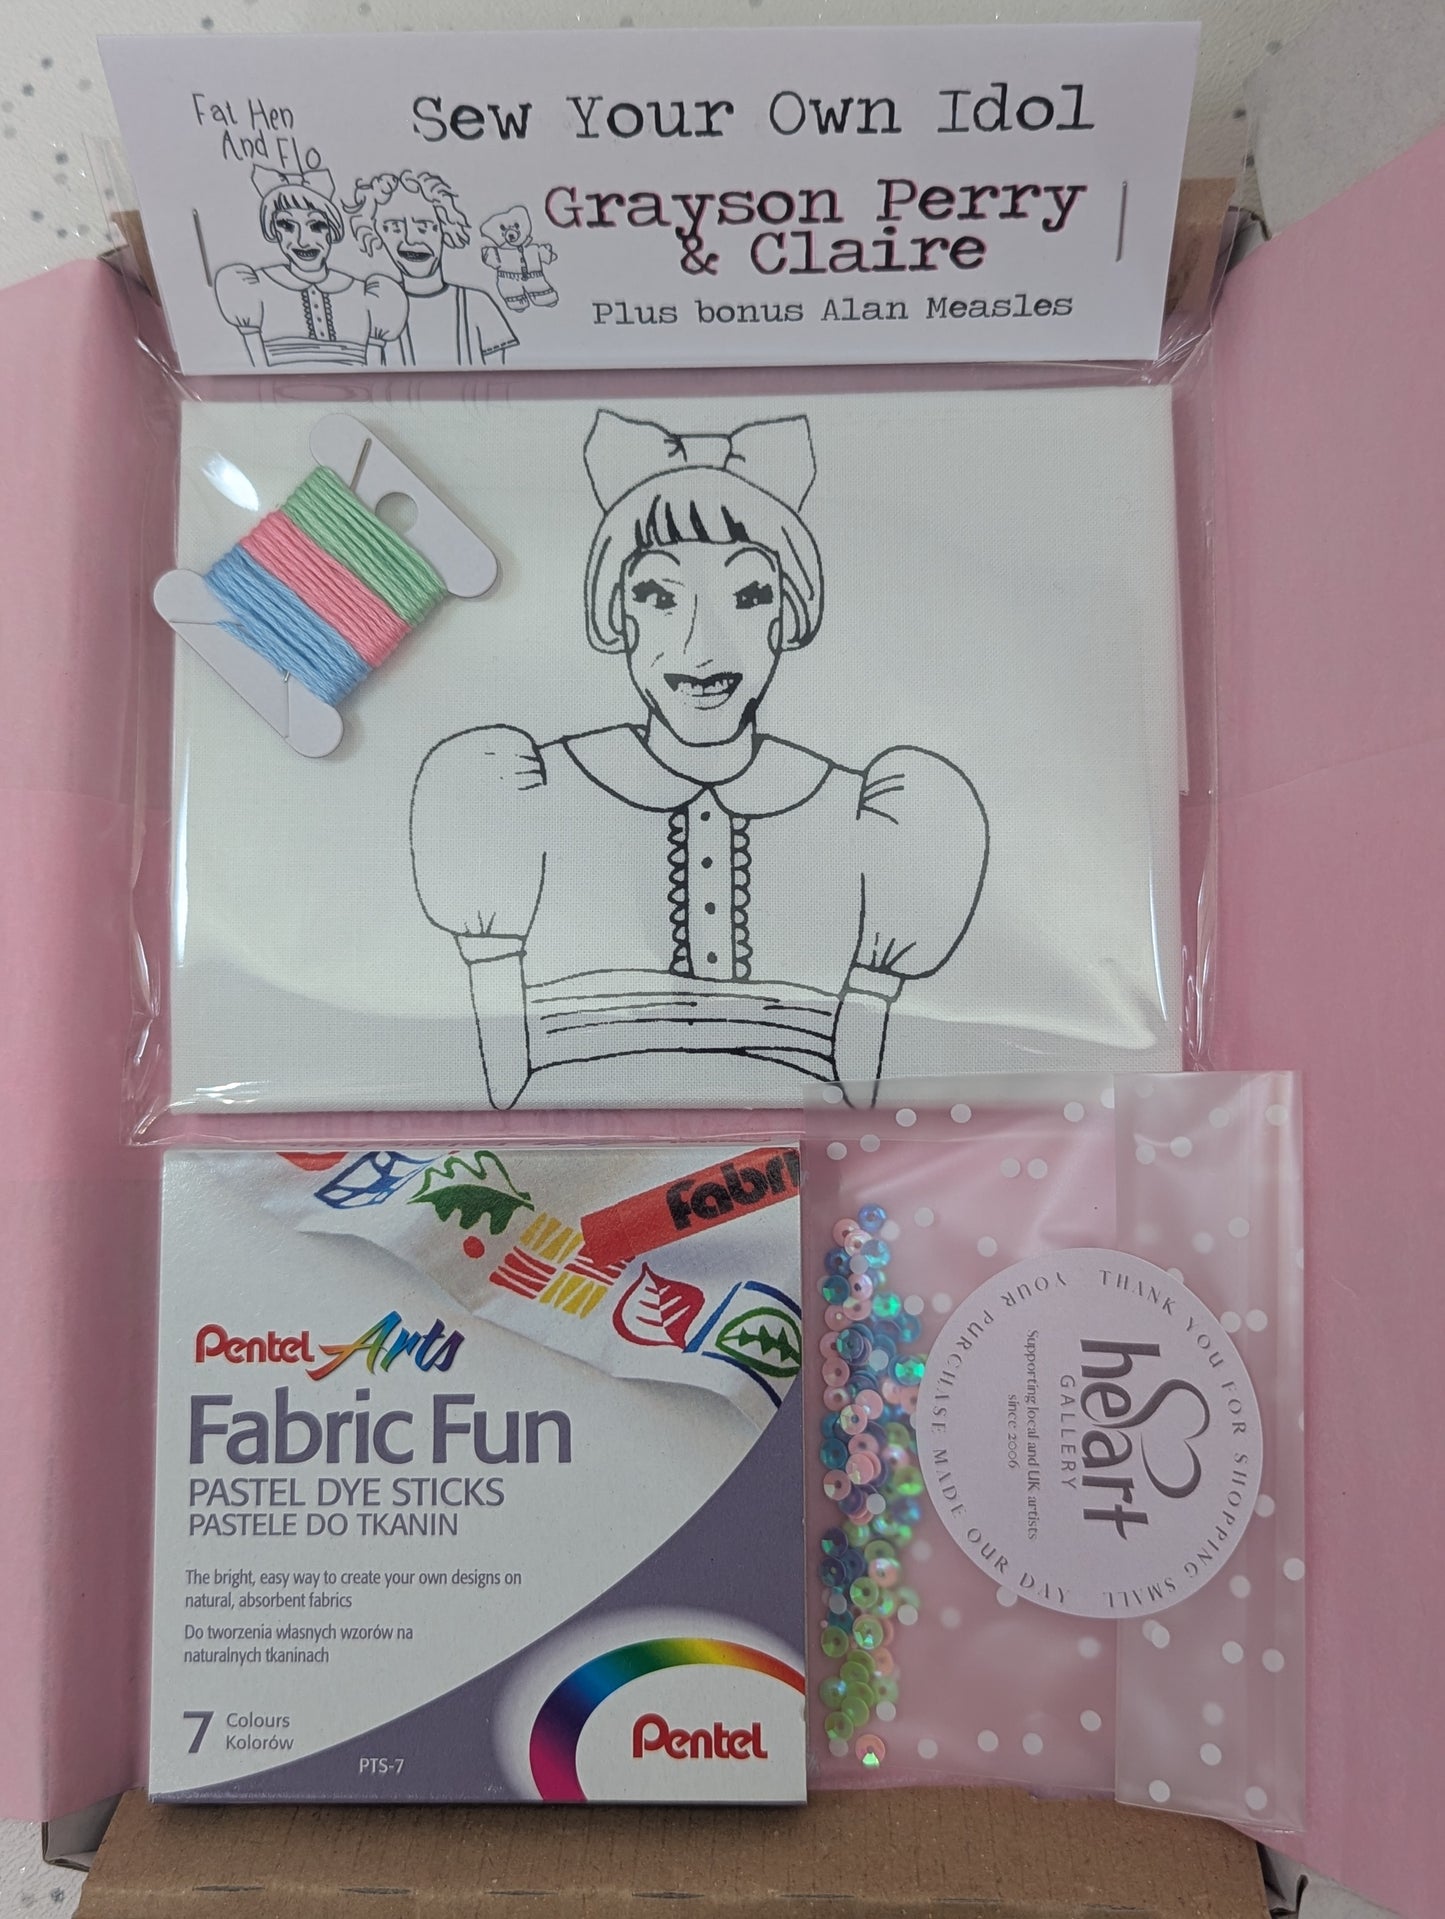 Fat Hen
And Flo
Sew Your Own Idol
Grayson Perry
& Claire
Plus bonus Alan Measles
Fabri
Pentel Arts
Fabric Fun
PASTEL DYE STICKS
PASTELE DO TKANIN
The bright, easy way to create your own designs on
natural, absorbent fabrics
Do tworzenia własnych wzorów na
naturalnych tkaninach
7 Colours
Kolorów
PTS-7
Pentel
THANK YOU FOR SHOPPING SMALL
YOUR PURCHASE MADE OUR DAY
heart
GALLERY
Supporting local and UK artists
since 2006